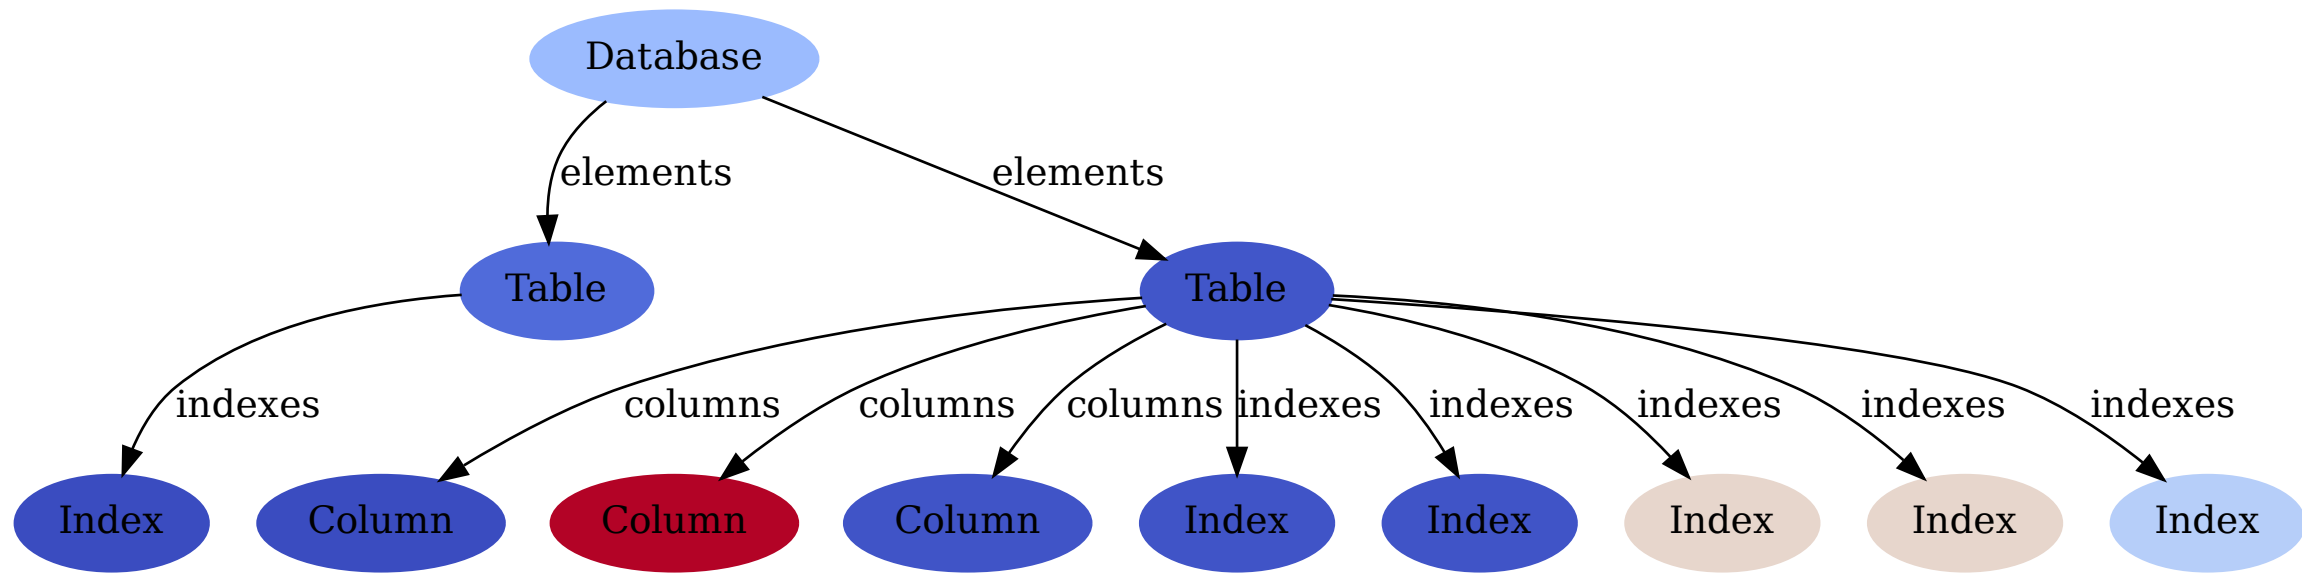 Database
elements
elements
Table
Table
indexes
columns
columns
columns
indexes
indexes
indexes
indexes
indexes
Index
Column
Column
Column
Index
Index
Index
Index
Index